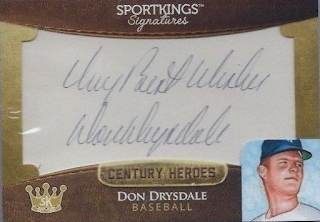 SPORTKINGS™
Signatures
Very Best Wishes
Don Drysdale
CENTURY HEROES
SK
DON DRYSDALE
BASEBALL